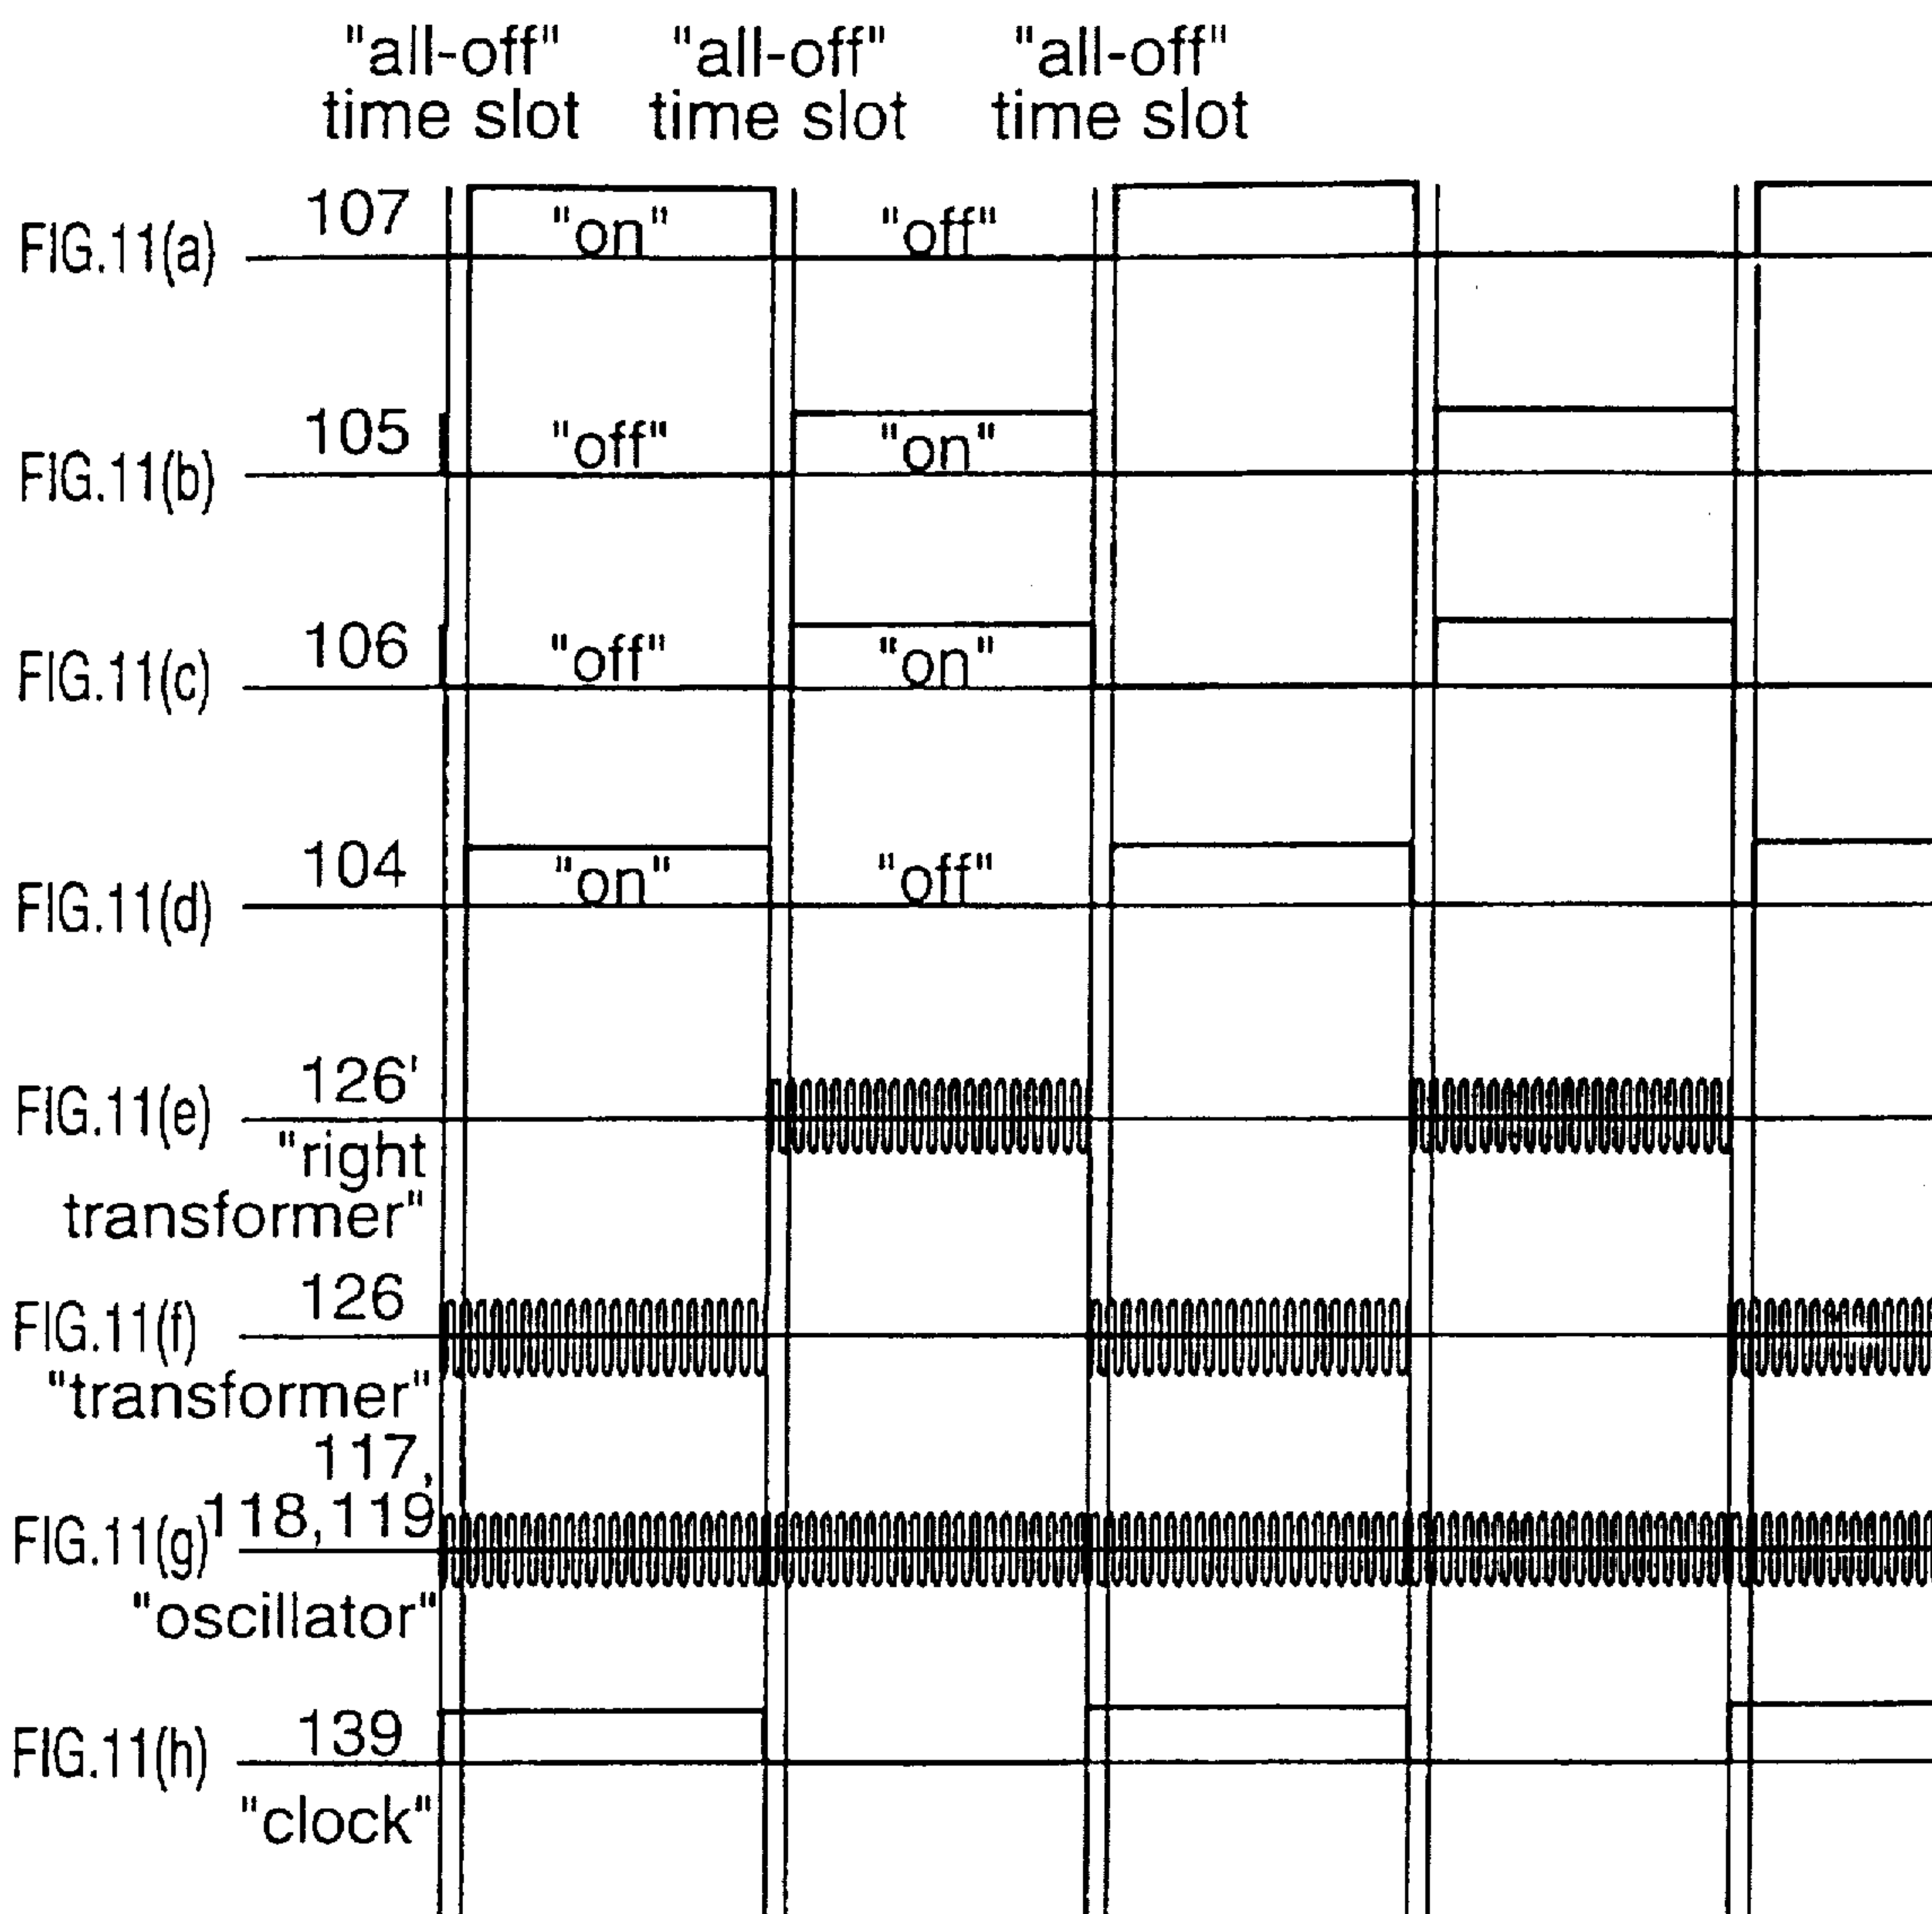 "all-off" "all-off" "all-off"
time slot time slot time slot
FIG.11(a) 107 "on" "off"
FIG.11(b) 105 "off" "on"
FIG.11(c) 106 "off" "on"
FIG.11(d) 104 "on" "off"
FIG.11(e) 126'
"right
transformer"
FIG.11(f) 126
"transformer"
117,
FIG.11(g) 118,119
"oscillator"
FIG.11(h) 139
"clock"